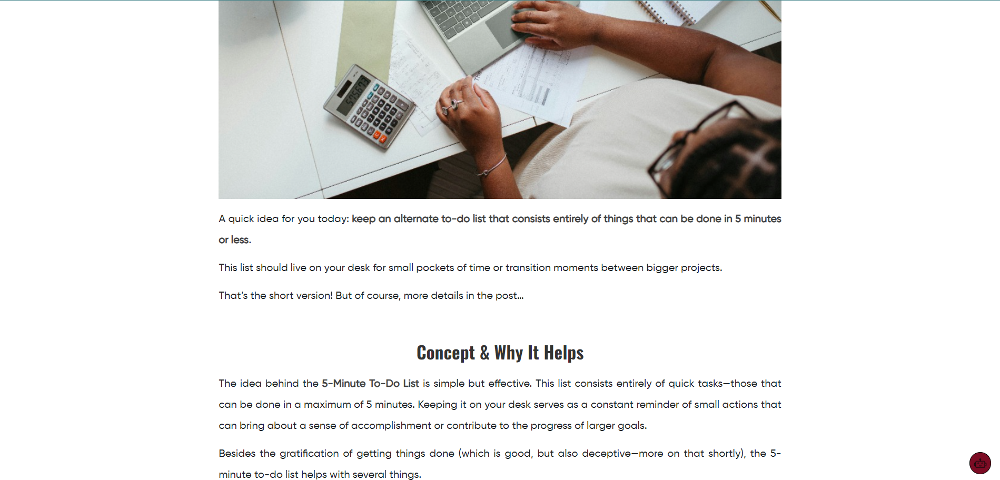 A quick idea for you today: keep an alternate to-do list that consists entirely of things that can be done in 5 minutes
or less.
This list should live on your desk for small pockets of time or transition moments between bigger projects.
That’s the short version! But of course, more details in the post…
Concept & Why It Helps
The idea behind the 5-Minute To-Do List is simple but effective. This list consists entirely of quick tasks—those that
can be done in a maximum of 5 minutes. Keeping it on your desk serves as a constant reminder of small actions that
can bring about a sense of accomplishment or contribute to the progress of larger goals.
Besides the gratification of getting things done (which is good, but also deceptive—more on that shortly), the 5-
minute to-do list helps with several things.